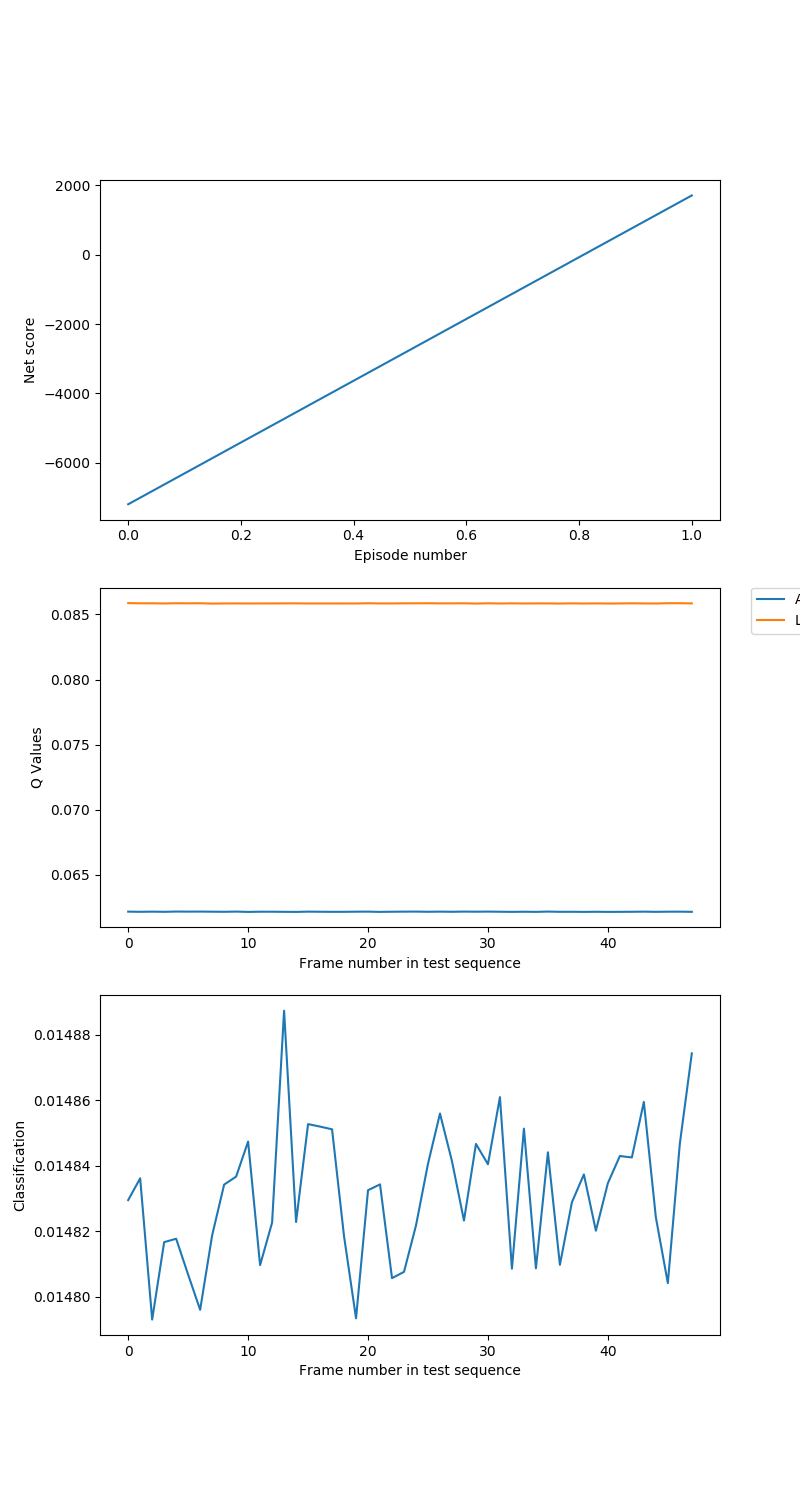 2000
0
−2000
−4000
−6000
Net score
0.0 0.2 0.4 0.6 0.8 1.0
Episode number
0.085
0.080
0.075
0.070
0.065
Q Values
0 10 20 30 40
Frame number in test sequence
0.01488
0.01486
0.01484
0.01482
0.01480
Classification
0 10 20 30 40
Frame number in test sequence